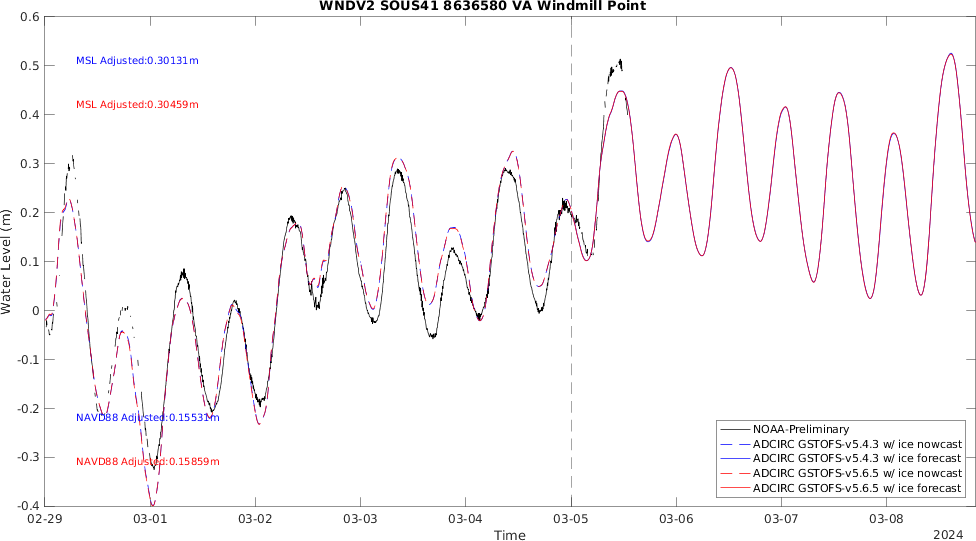 WNDV2 SOUS41 8636580 VA Windmill Point
0.6
0.5
0.4
0.3
0.2
0.1
0
-0.1
-0.2
-0.3
-0.4
Water Level (m)
MSL Adjusted:0.30131m
MSL Adjusted:0.30459m
NAVD88 Adjusted:0.15531m
NAVD88 Adjusted:0.15859m
NOAA-Preliminary
ADCIRC GSTOFS-v5.4.3 w/ ice nowcast
ADCIRC GSTOFS-v5.4.3 w/ ice forecast
ADCIRC GSTOFS-v5.6.5 w/ ice nowcast
ADCIRC GSTOFS-v5.6.5 w/ ice forecast
02-29 03-01 03-02 03-03 03-04 03-05 03-06 03-07 03-08
Time
2024